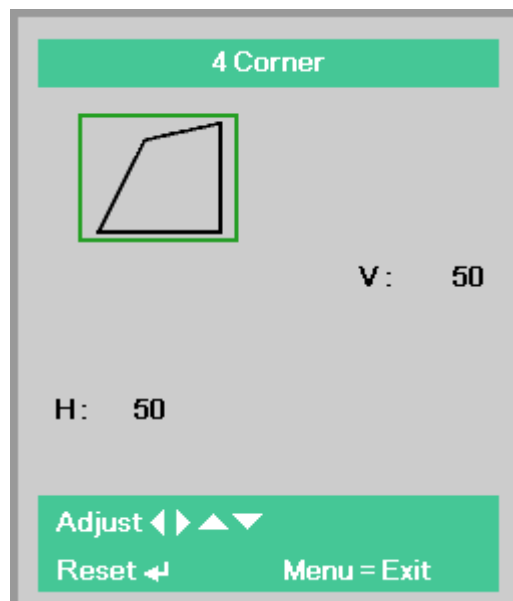 4 Corner
V: 50
H: 50
Adjust
Reset
Menu = Exit